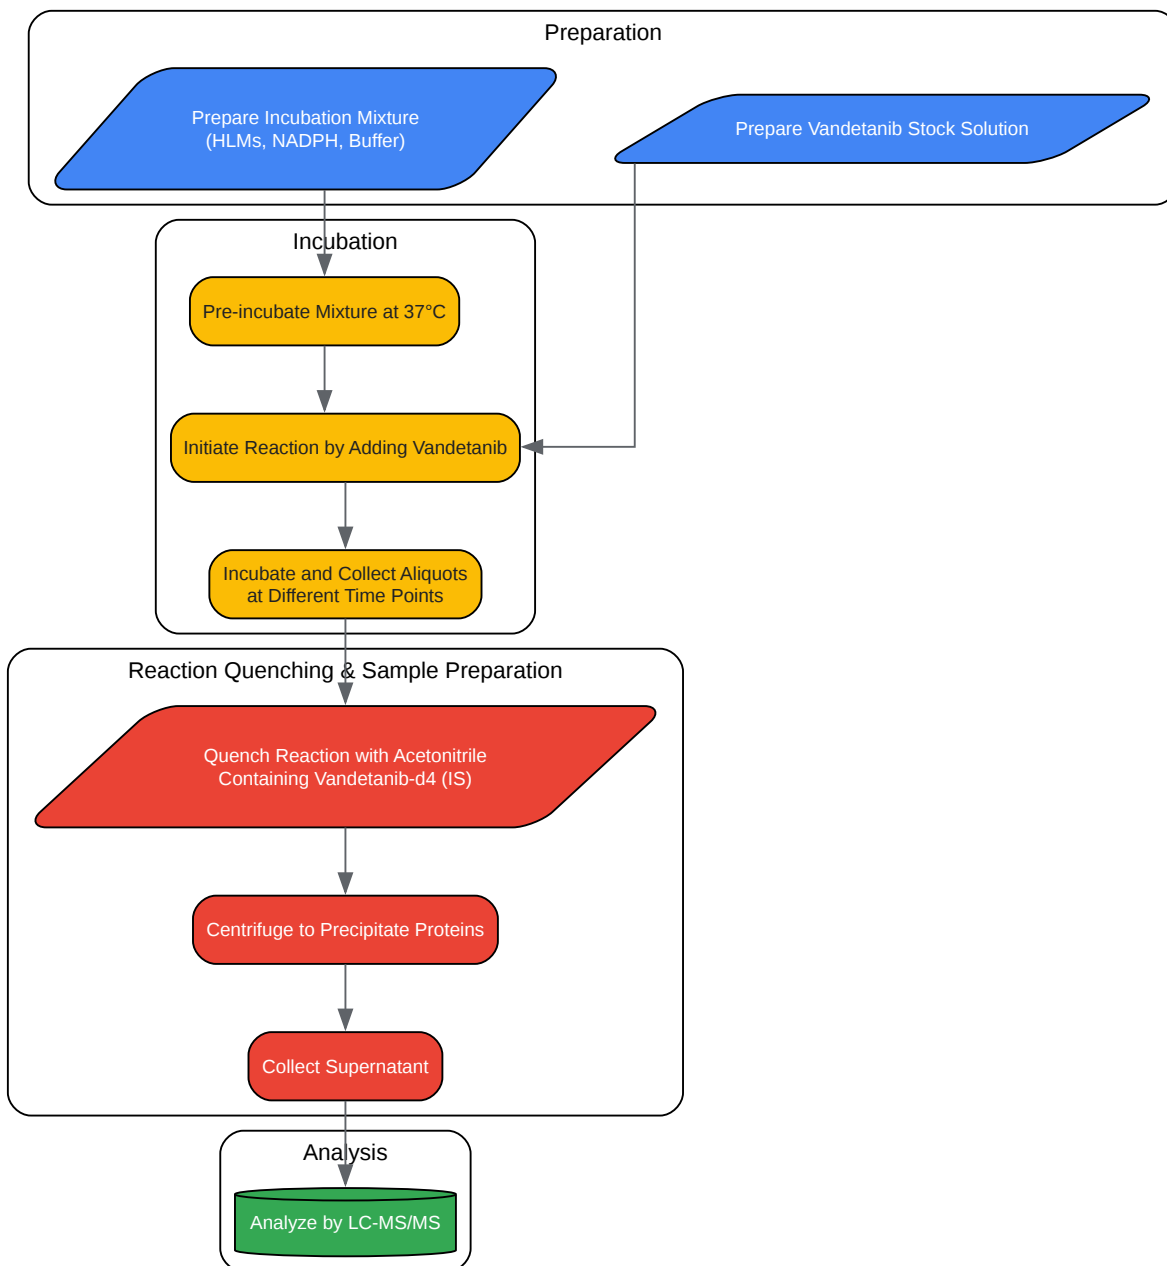 Preparation
Prepare Incubation Mixture
(HLMs, NADPH, Buffer)
Prepare Vandetanib Stock Solution
Incubation
Pre-incubate Mixture at 37°C
Initiate Reaction by Adding Vandetanib
Incubate and Collect Aliquots
at Different Time Points
Reaction Quenching & Sample Preparation
Quench Reaction with Acetonitrile
Containing Vandetanib-d4 (IS)
Centrifuge to Precipitate Proteins
Collect Supernatant
Analysis
Analyze by LC-MS/MS